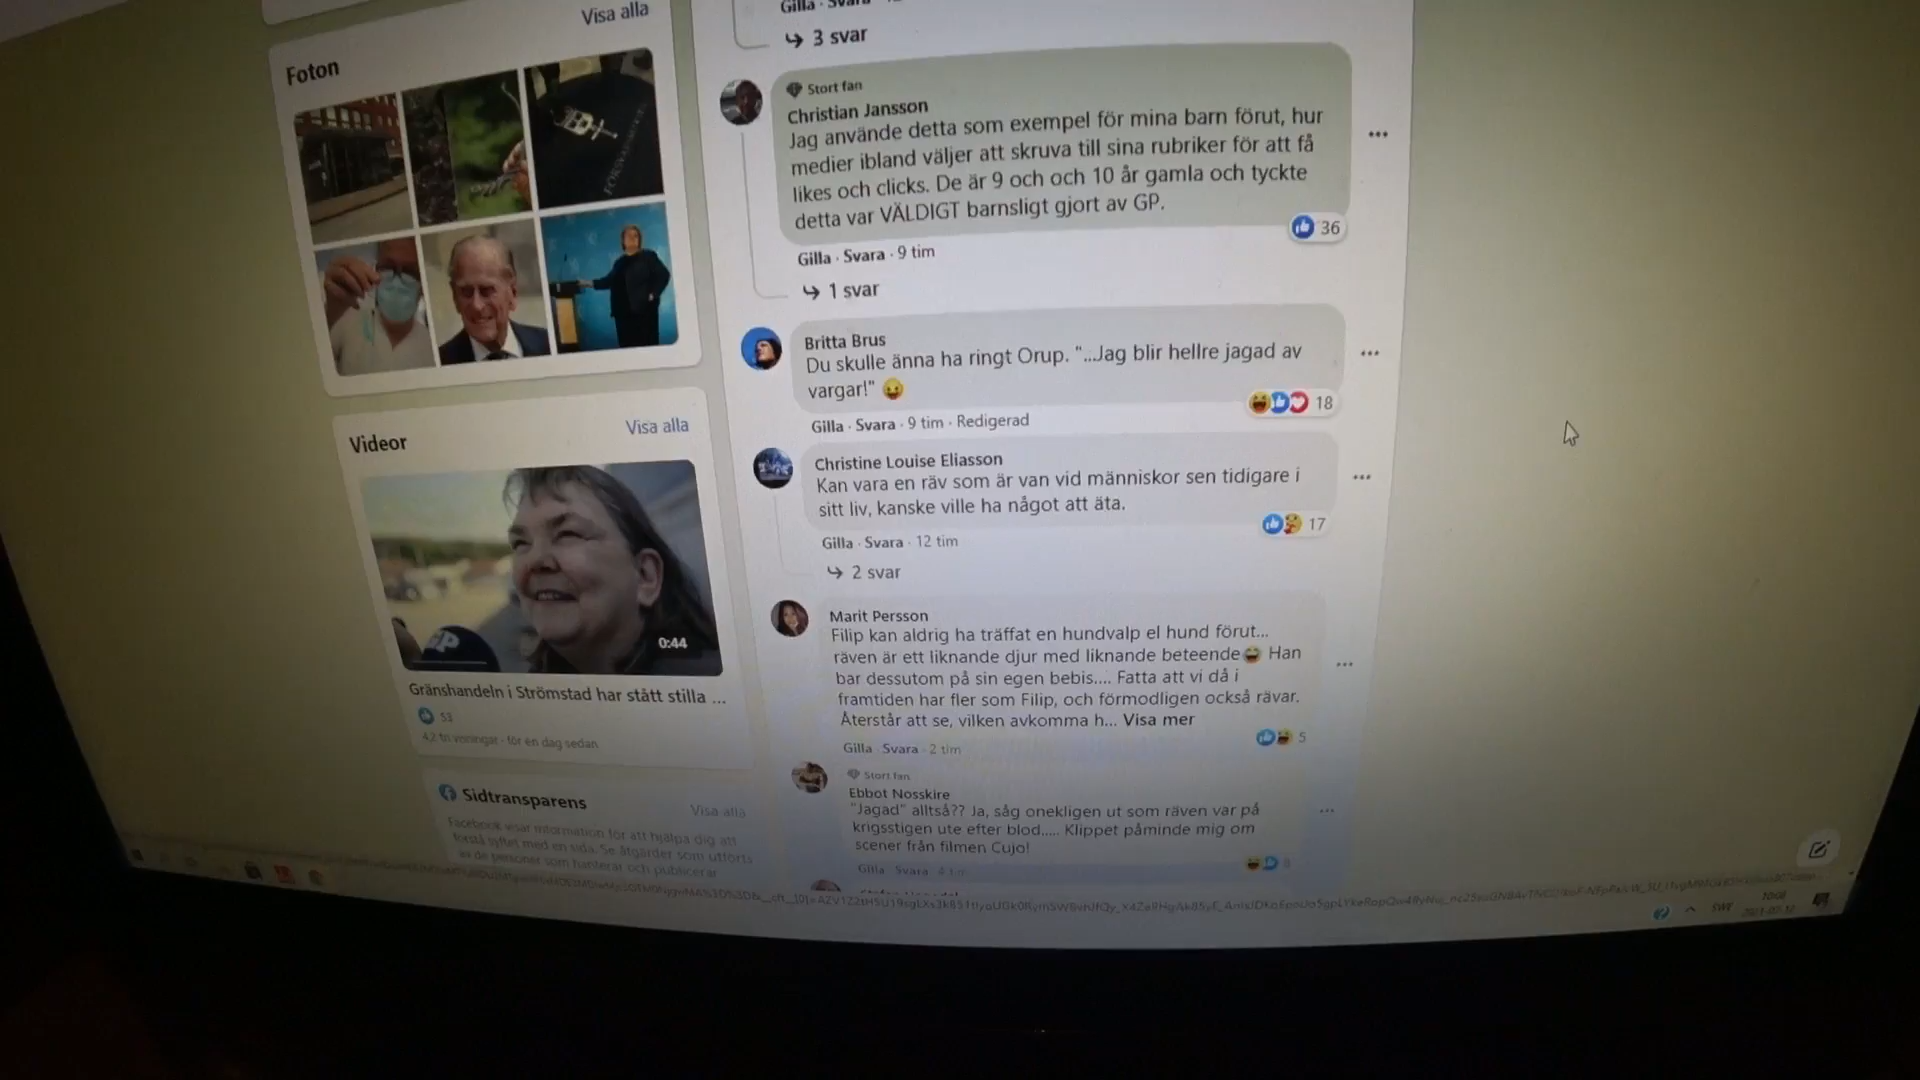 Visa alla
Foton
FÖRSVARSMAKTEN
Videor
Visa alla
GP
0:44
Gränshandeln i Strömstad har stått stilla ...
53
4,2 tn visningar · för en dag sedan
Sidtransparens
Visa alla
Facebook visar information för att hjälpa dig att
förstå syftet med en sida. Se åtgärder som utförts
av de personer som hanterar och publicerar
Gilla · Svara
3 svar
Stort fan
Christian Jansson
Jag använde detta som exempel för mina barn förut, hur
medier ibland väljer att skruva till sina rubriker för att få
likes och clicks. De är 9 och och 10 år gamla och tyckte
detta var VÄLDIGT barnsligt gjort av GP.
36
Gilla · Svara · 9 tim
1 svar
Britta Brus
Du skulle änna ha ringt Orup. "...Jag blir hellre jagad av
vargar!" 😝
18
Gilla · Svara · 9 tim · Redigerad
Christine Louise Eliasson
Kan vara en räv som är van vid människor sen tidigare i
sitt liv, kanske ville ha något att äta.
17
Gilla · Svara · 12 tim
2 svar
Marit Persson
Filip kan aldrig ha träffat en hundvalp el hund förut...
räven är ett liknande djur med liknande beteende😄 Han
bar dessutom på sin egen bebis.... Fatta att vi då i
framtiden har fler som Filip, och förmodligen också rävar.
Återstår att se, vilken avkomma h... Visa mer
5
Gilla · Svara · 2 tim
Stort fan
Ebbot Nosskire
"Jagad" alltså?? Ja, såg onekligen ut som räven var på
krigsstigen ute efter blod..... Klippet påminde mig om
scener från filmen Cujo!
8
Gilla · Svara · 4 tim
SWE